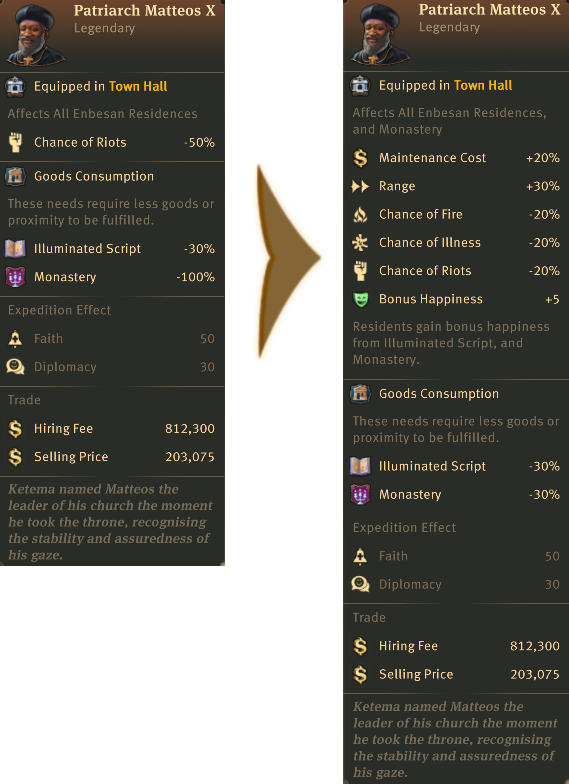 Patriarch Matteos X
Legendary
Equipped in Town Hall
Affects All Enbesan Residences
Chance of Riots -50%
Goods Consumption
These needs require less goods or
proximity to be fulfilled.
Illuminated Script -30%
Monastery -100%
Expedition Effect
Faith 50
Diplomacy 30
Trade
Hiring Fee 812,300
Selling Price 203,075
Ketema named Matteos the
leader of his church the moment
he took the throne, recognising
the stability and assuredness of
his gaze.
Patriarch Matteos X
Legendary
Equipped in Town Hall
Affects All Enbesan Residences,
and Monastery
Maintenance Cost +20%
Range +30%
Chance of Fire -20%
Chance of Illness -20%
Chance of Riots -20%
Bonus Happiness +5
Residents gain bonus happiness
from Illuminated Script, and
Monastery.
Goods Consumption
These needs require less goods or
proximity to be fulfilled.
Illuminated Script -30%
Monastery -30%
Expedition Effect
Faith 50
Diplomacy 30
Trade
Hiring Fee 812,300
Selling Price 203,075
Ketema named Matteos the
leader of his church the moment
he took the throne, recognising
the stability and assuredness of
his gaze.